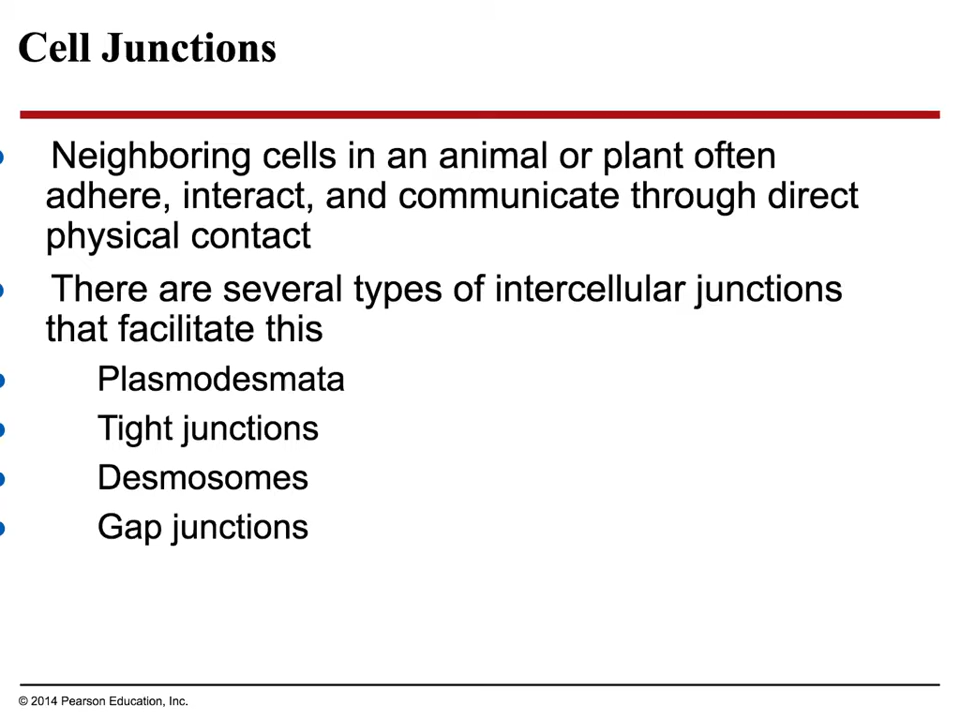 Cell Junctions
Neighboring cells in an animal or plant often
adhere, interact, and communicate through direct
physical contact
There are several types of intercellular junctions
that facilitate this
Plasmodesmata
Tight junctions
Desmosomes
Gap junctions
© 2014 Pearson Education, Inc.